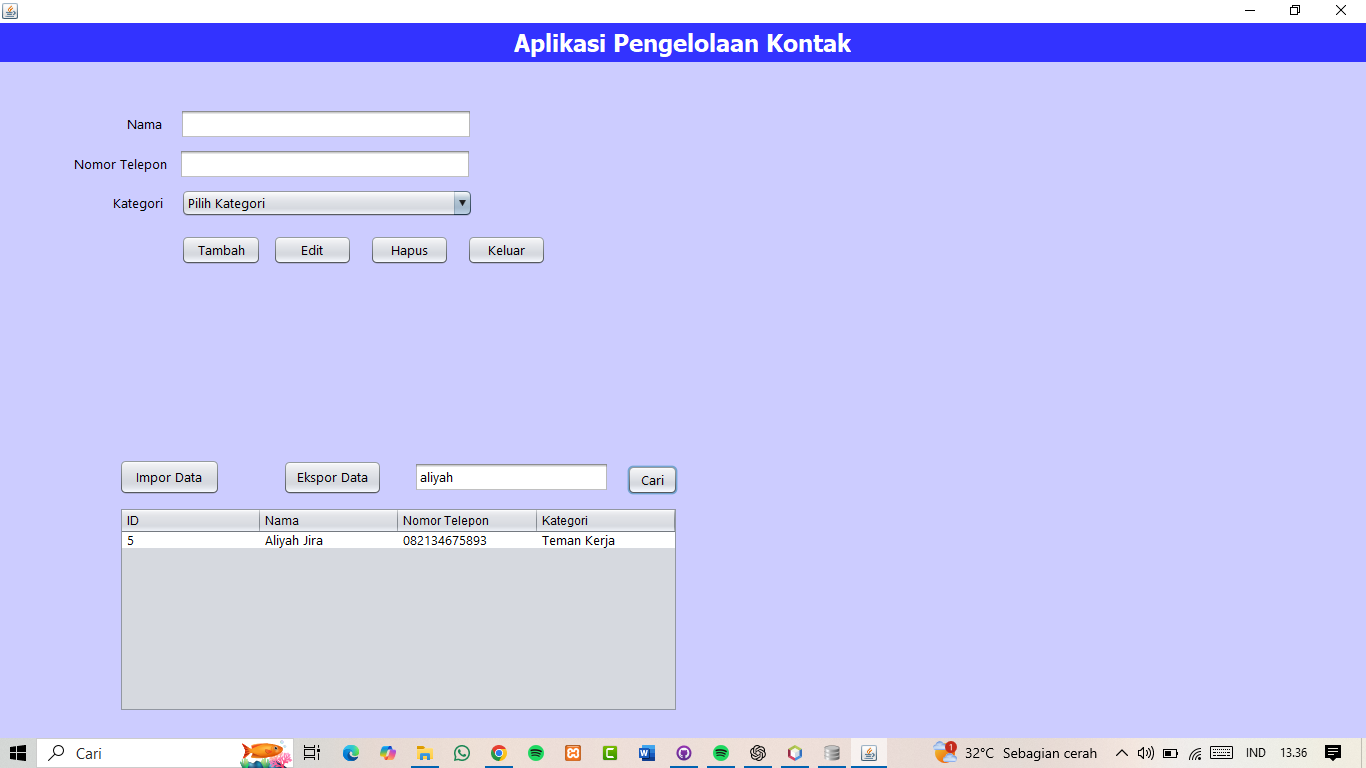 Aplikasi Pengelolaan Kontak
Nama
Nomor Telepon
Kategori Pilih Kategori
Tambah Edit Hapus Keluar
Impor Data Ekspor Data aliyah Cari
ID Nama Nomor Telepon Kategori
5 Aliyah Jira 082134675893 Teman Kerja
Cari 1 32°C Sebagian cerah IND 13.36